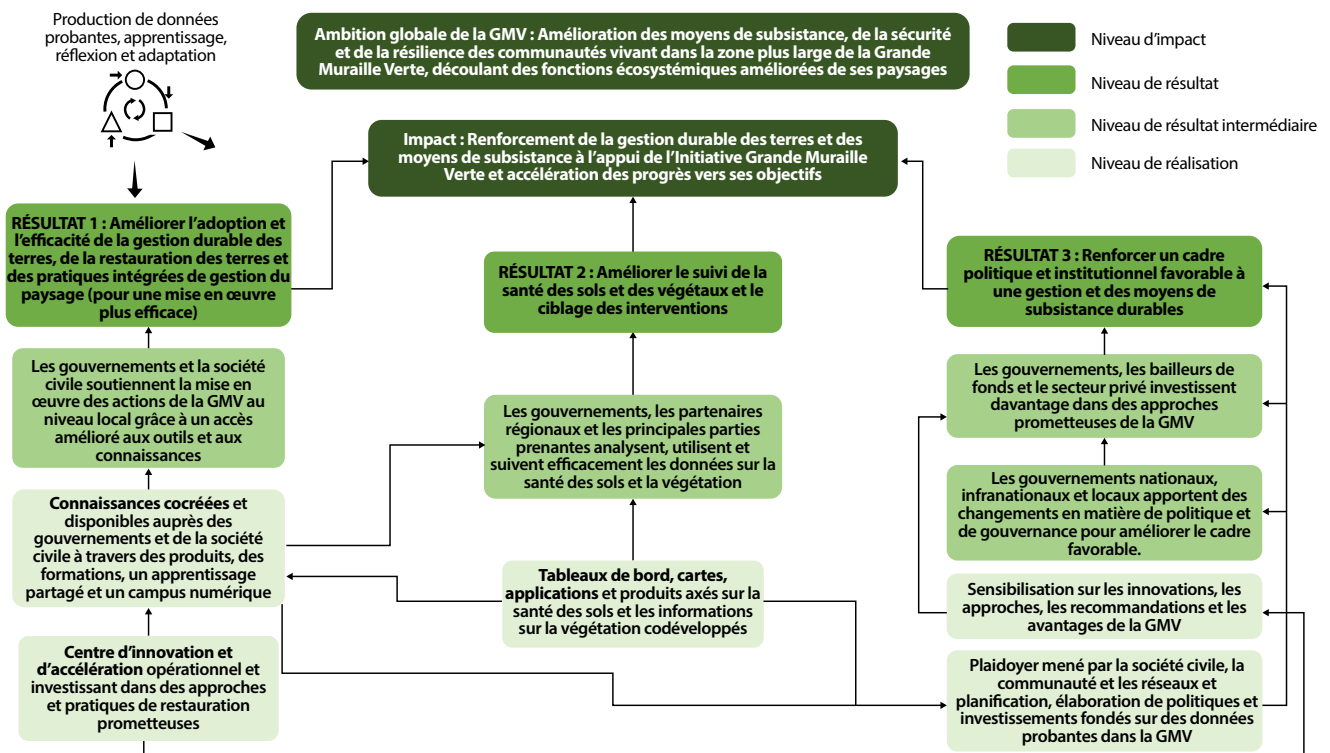 Production de données
probantes, apprentissage,
réflexion et adaptation
Ambition globale de la GMV : Amélioration des moyens de subsistance, de la sécurité
et de la résilience des communautés vivant dans la zone plus large de la Grande
Muraille Verte, découlant des fonctions écosystémiques améliorées de ses paysages
Niveau d'impact
Niveau de résultat
Niveau de résultat intermédiaire
Niveau de réalisation
Impact : Renforcement de la gestion durable des terres et des
moyens de subsistance à l'appui de l'Initiative Grande Muraille
Verte et accélération des progrès vers ses objectifs
RÉSULTAT 1 : Améliorer l'adoption et
l'efficacité de la gestion durable des
terres, de la restauration des terres et
des pratiques intégrées de gestion du
paysage (pour une mise en œuvre
plus efficace)
Les gouvernements et la société
civile soutiennent la mise en
œuvre des actions de la GMV au
niveau local grâce à un accès
amélioré aux outils et aux
connaissances
Connaissances cocréées et
disponibles auprès des
gouvernements et de la société
civile à travers des produits, des
formations, un apprentissage
partagé et un campus numérique
Centre d'innovation et
d'accélération opérationnel et
investissant dans des approches
et pratiques de restauration
prometteuses
RÉSULTAT 2 : Améliorer le suivi de la
santé des sols et des végétaux et le
ciblage des interventions
Les gouvernements, les partenaires
régionaux et les principales parties
prenantes analysent, utilisent et
suivent efficacement les données sur la
santé des sols et la végétation
Tableaux de bord, cartes,
applications et produits axés sur la
santé des sols et les informations
sur la végétation codéveloppés
RÉSULTAT 3 : Renforcer un cadre
politique et institutionnel favorable à
une gestion et des moyens de
subsistance durables
Les gouvernements, les bailleurs de
fonds et le secteur privé investissent
davantage dans des approches
prometteuses de la GMV
Les gouvernements nationaux,
infranationaux et locaux apportent des
changements en matière de politique et
de gouvernance pour améliorer le cadre
favorable.
Sensibilisation sur les innovations, les
approches, les recommandations et les
avantages de la GMV
Plaidoyer mené par la société civile, la
communauté et les réseaux et
planification, élaboration de politiques et
investissements fondés sur des données
probantes dans la GMV